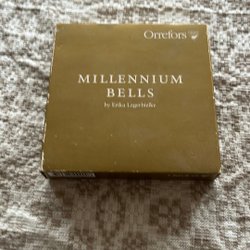 Orrefors
MILLENNIUM
BELLS
by Erika Lagerbielke